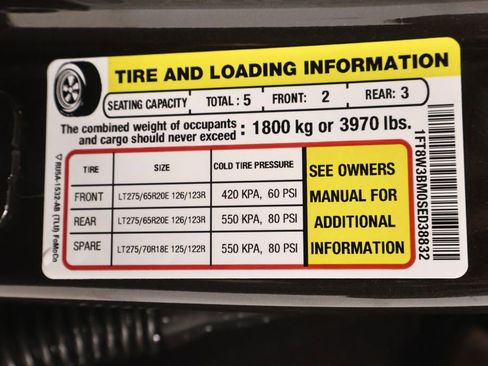 TIRE AND LOADING INFORMATION
SEATING CAPACITY TOTAL : 5 FRONT: 2 REAR: 3
The combined weight of occupants
and cargo should never exceed : 1800 kg or 3970 lbs.
TIRE SIZE COLD TIRE PRESSURE
FRONT LT275/65R20E 126/123R 420 KPA, 60 PSI
REAR LT275/65R20E 126/123R 550 KPA, 80 PSI
SPARE LT275/70R18E 125/122R 550 KPA, 80 PSI
SEE OWNERS
MANUAL FOR
ADDITIONAL
INFORMATION
1FT8W3BM0SED38832